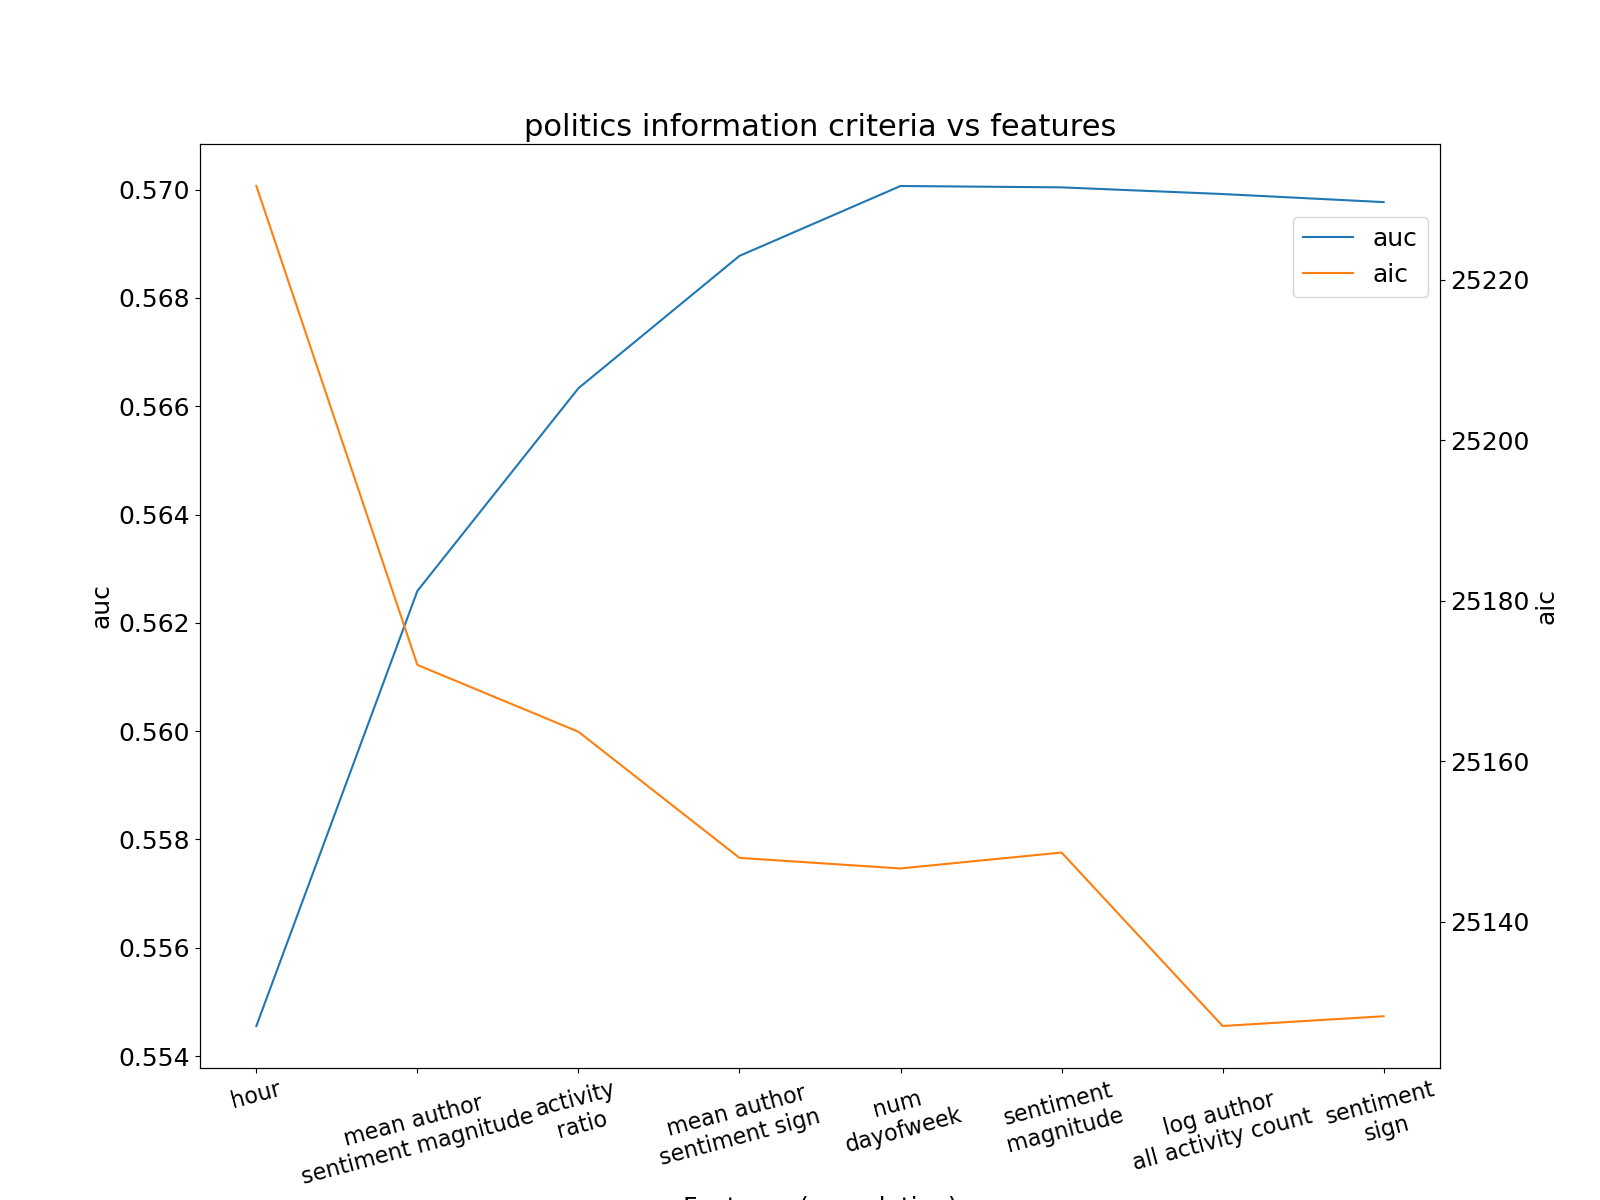 politics information criteria vs features
0.570
0.568
0.566
0.564
0.562
0.560
0.558
0.556
0.554
auc
auc
aic
25220
25200
25180
25160
25140
aic
hour
mean author
sentiment magnitude
activity
ratio
mean author
sentiment sign
num
dayofweek
sentiment
magnitude
log author
all activity count
sentiment
sign